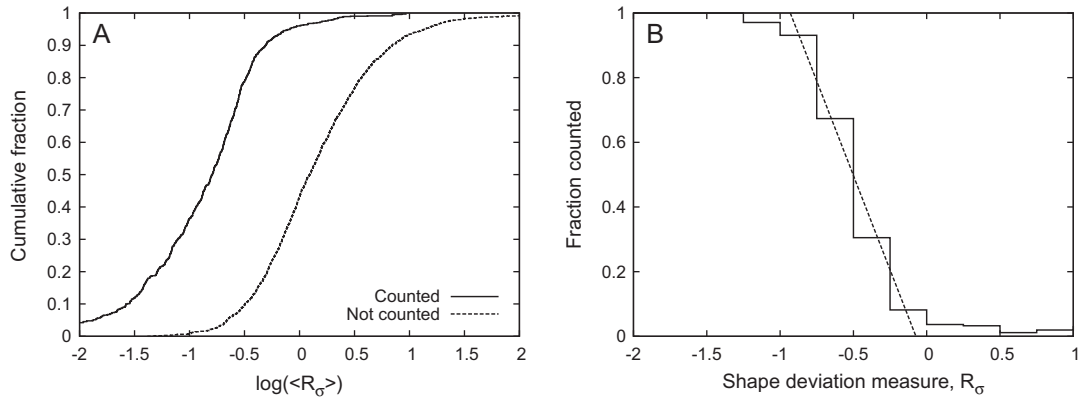 A
Cumulative fraction
1
0.9
0.8
0.7
0.6
0.5
0.4
0.3
0.2
0.1
0
Counted
Not counted
-2 -1.5 -1 -0.5 0 0.5 1 1.5 2
log(<Rσ>)
B
Fraction counted
1
0.8
0.6
0.4
0.2
0
-2 -1.5 -1 -0.5 0 0.5 1
Shape deviation measure, Rσ